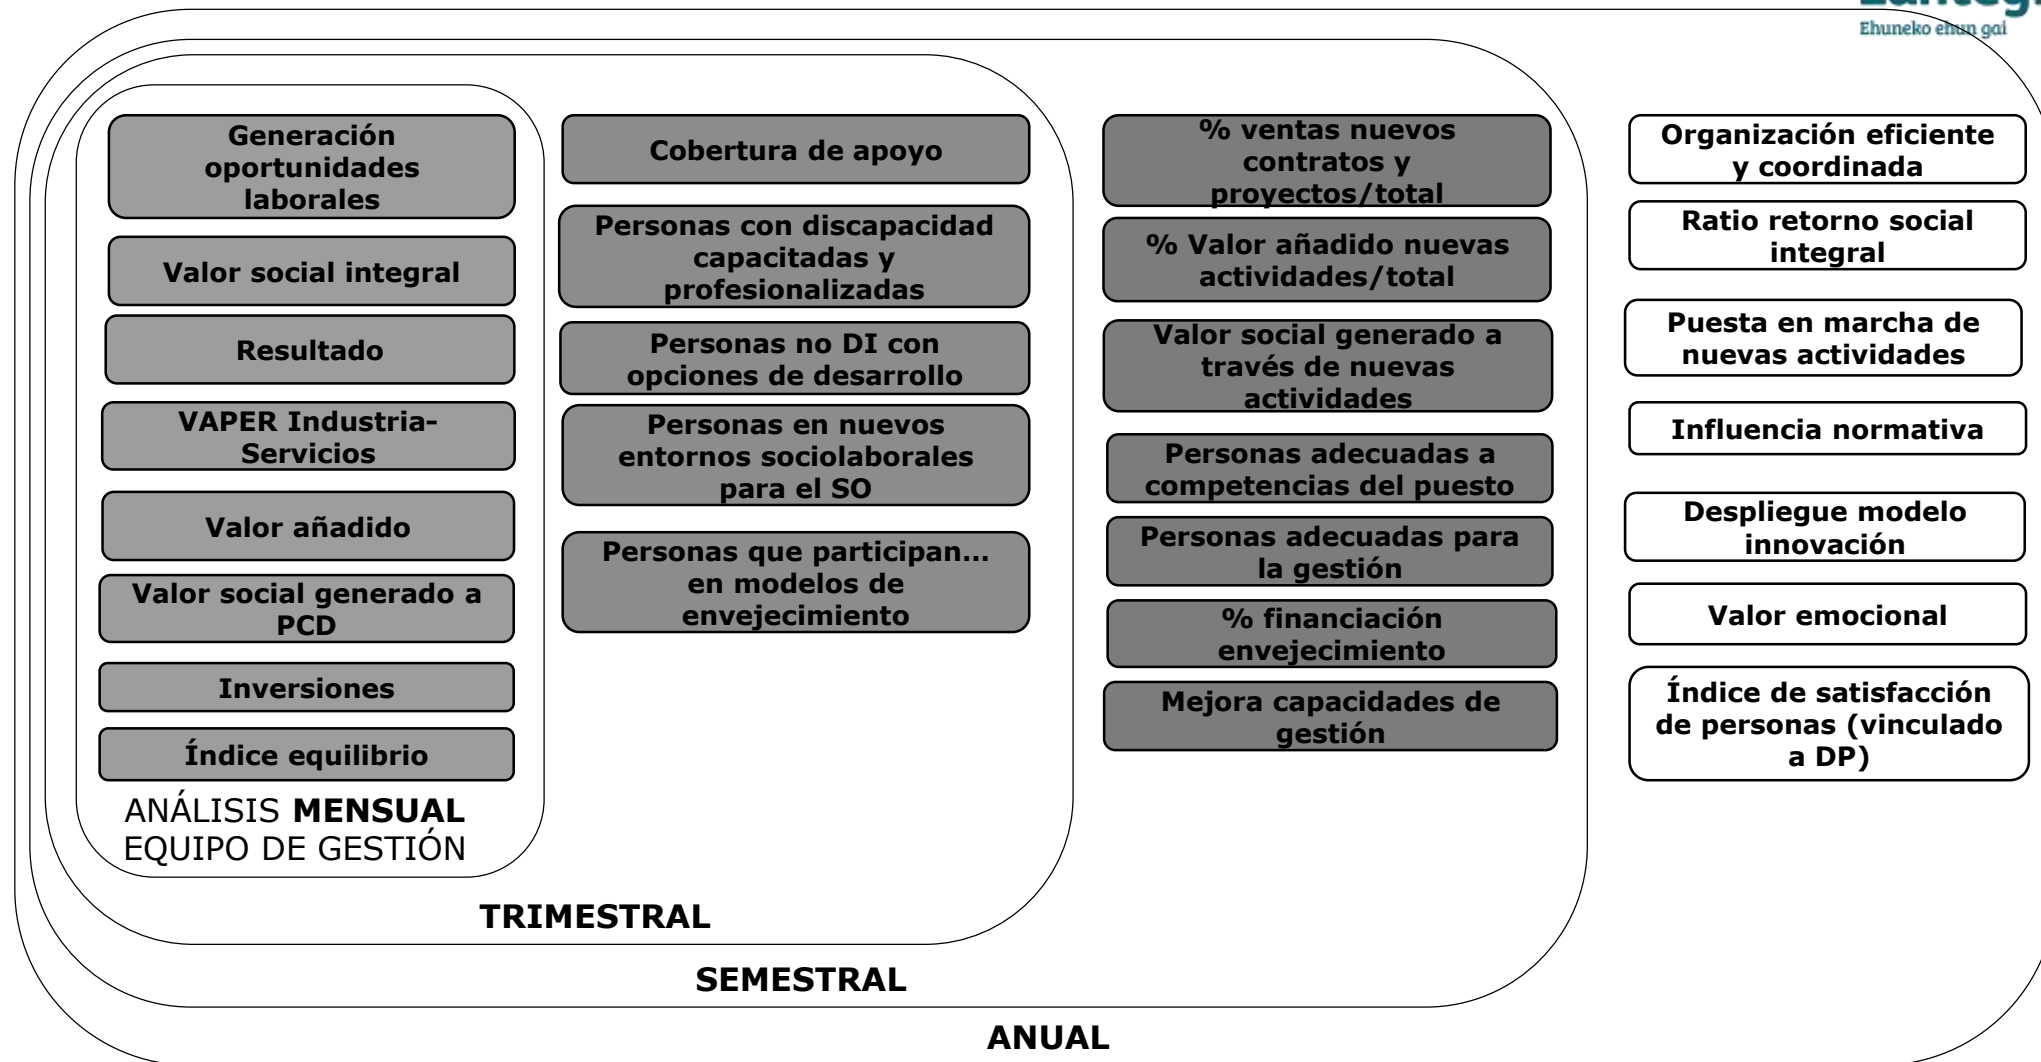 Ehuneko ehun gai
Generación
oportunidades
laborales
Valor social integral
Resultado
VAPER Industria-
Servicios
Valor añadido
Valor social generado a
PCD
Inversiones
Índice equilibrio
ANÁLISIS MENSUAL
EQUIPO DE GESTIÓN
Cobertura de apoyo
Personas con discapacidad
capacitadas y
profesionalizadas
Personas no DI con
opciones de desarrollo
Personas en nuevos
entornos sociolaborales
para el SO
Personas que participan...
en modelos de
envejecimiento
TRIMESTRAL
% ventas nuevos
contratos y
proyectos/total
% Valor añadido nuevas
actividades/total
Valor social generado a
través de nuevas
actividades
Personas adecuadas a
competencias del puesto
Personas adecuadas para
la gestión
% financiación
envejecimiento
Mejora capacidades de
gestión
SEMESTRAL
Organización eficiente
y coordinada
Ratio retorno social
integral
Puesta en marcha de
nuevas actividades
Influencia normativa
Despliegue modelo
innovación
Valor emocional
Índice de satisfacción
de personas (vinculado
a DP)
ANUAL